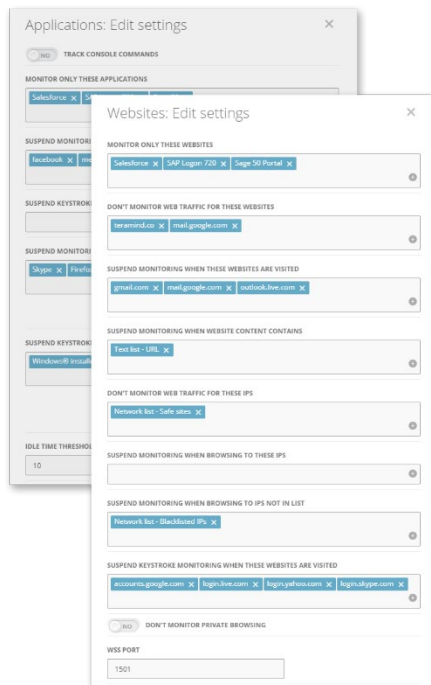 Applications: Edit settings ×
NO TRACK CONSOLE COMMANDS
MONITOR ONLY THESE APPLICATIONS
Salesforce ×
SUSPEND MONITORI
facebook ×
SUSPEND KEYSTROK
SUSPEND MONITORI
Skype × Firefo
SUSPEND KEYSTROK
Windows® install
IDLE TIME THRESHOL
10
Websites: Edit settings ×
MONITOR ONLY THESE WEBSITES
Salesforce × SAP Logon 720 × Sage 50 Portal ×
DON'T MONITOR WEB TRAFFIC FOR THESE WEBSITES
teramind.co × mail.google.com ×
SUSPEND MONITORING WHEN THESE WEBSITES ARE VISITED
gmail.com × mail.google.com × outlook.live.com ×
SUSPEND MONITORING WHEN WEBSITE CONTENT CONTAINS
Text list - URL ×
DON'T MONITOR WEB TRAFFIC FOR THESE IPS
Network list - Safe sites ×
SUSPEND MONITORING WHEN BROWSING TO THESE IPS
SUSPEND MONITORING WHEN BROWSING TO IPS NOT IN LIST
Network list - Blacklisted IPs ×
SUSPEND KEYSTROKE MONITORING WHEN THESE WEBSITES ARE VISITED
accounts.google.com × login.live.com × login.yahoo.com × login.skype.com ×
NO DON'T MONITOR PRIVATE BROWSING
WSS PORT
1501